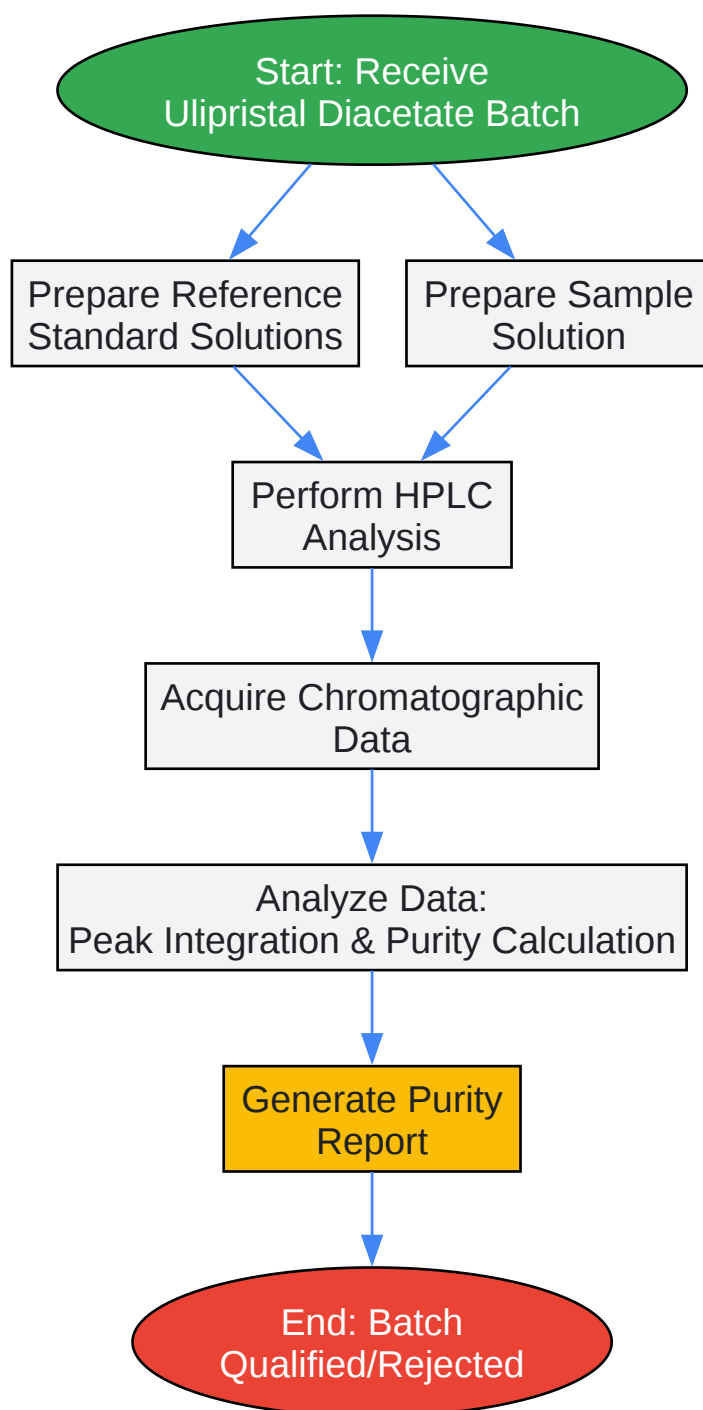 Start: Receive
Ulipristal Diacetate Batch
Prepare Reference
Standard Solutions
Prepare Sample
Solution
Perform HPLC
Analysis
Acquire Chromatographic
Data
Analyze Data:
Peak Integration & Purity Calculation
Generate Purity
Report
End: Batch
Qualified/Rejected